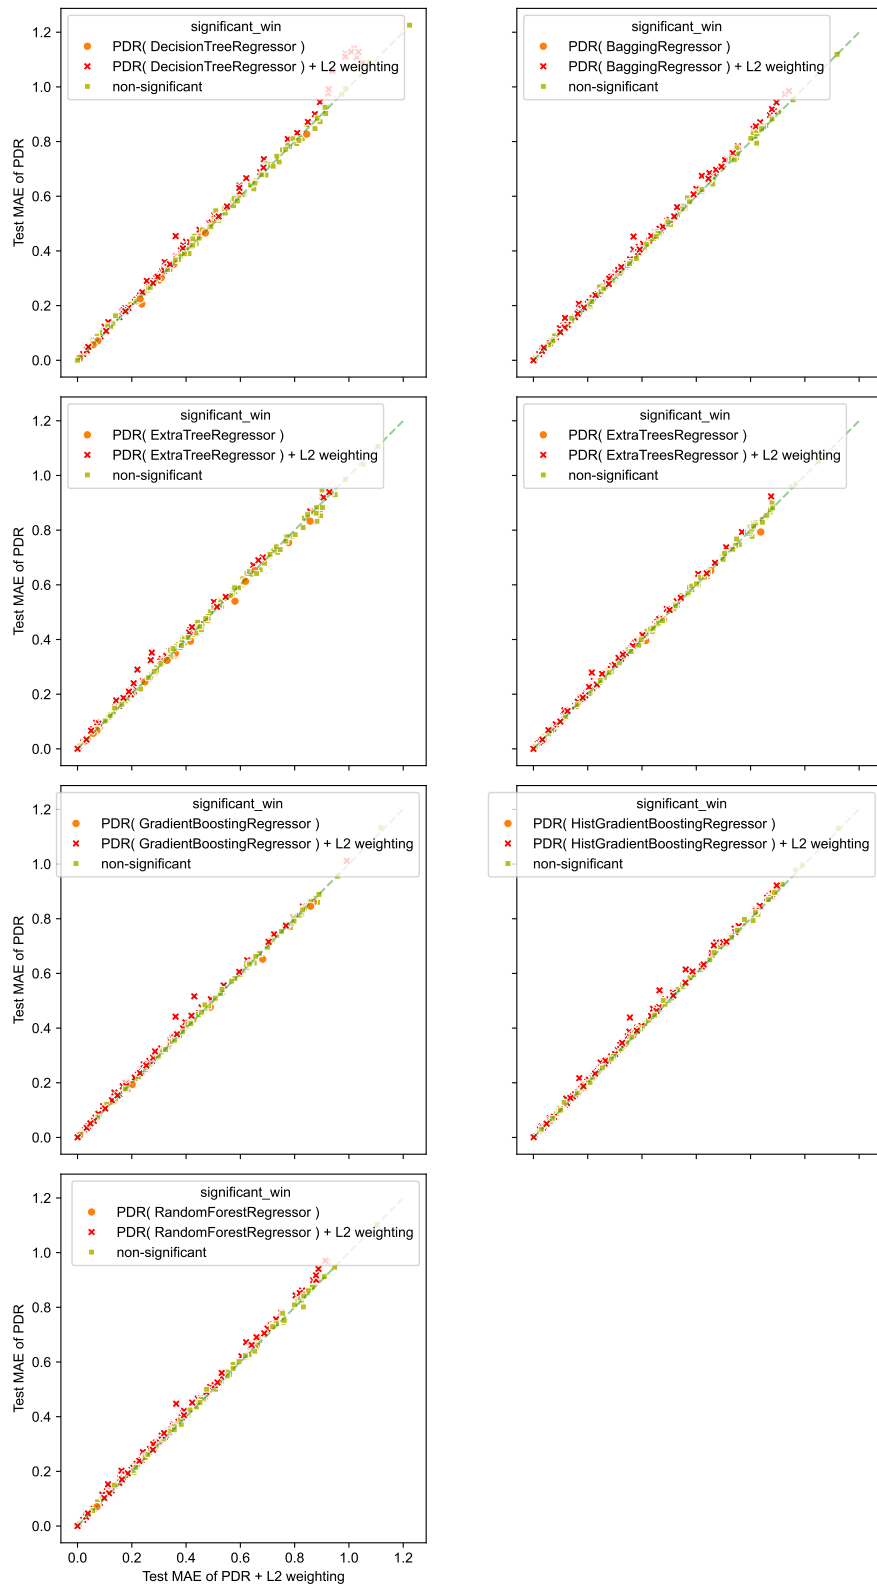 significant_win
PDR( DecisionTreeRegressor )
PDR( DecisionTreeRegressor ) + L2 weighting
non-significant
1.2
1.0
0.8
0.6
0.4
0.2
0.0
Test MAE of PDR
significant_win
PDR( BaggingRegressor )
PDR( BaggingRegressor ) + L2 weighting
non-significant
significant_win
PDR( ExtraTreeRegressor )
PDR( ExtraTreeRegressor ) + L2 weighting
non-significant
1.2
1.0
0.8
0.6
0.4
0.2
0.0
Test MAE of PDR
significant_win
PDR( ExtraTreesRegressor )
PDR( ExtraTreesRegressor ) + L2 weighting
non-significant
significant_win
PDR( GradientBoostingRegressor )
PDR( GradientBoostingRegressor ) + L2 weighting
non-significant
1.2
1.0
0.8
0.6
0.4
0.2
0.0
Test MAE of PDR
significant_win
PDR( HistGradientBoostingRegressor )
PDR( HistGradientBoostingRegressor ) + L2 weighting
non-significant
significant_win
PDR( RandomForestRegressor )
PDR( RandomForestRegressor ) + L2 weighting
non-significant
1.2
1.0
0.8
0.6
0.4
0.2
0.0
Test MAE of PDR
0.0 0.2 0.4 0.6 0.8 1.0 1.2
Test MAE of PDR + L2 weighting